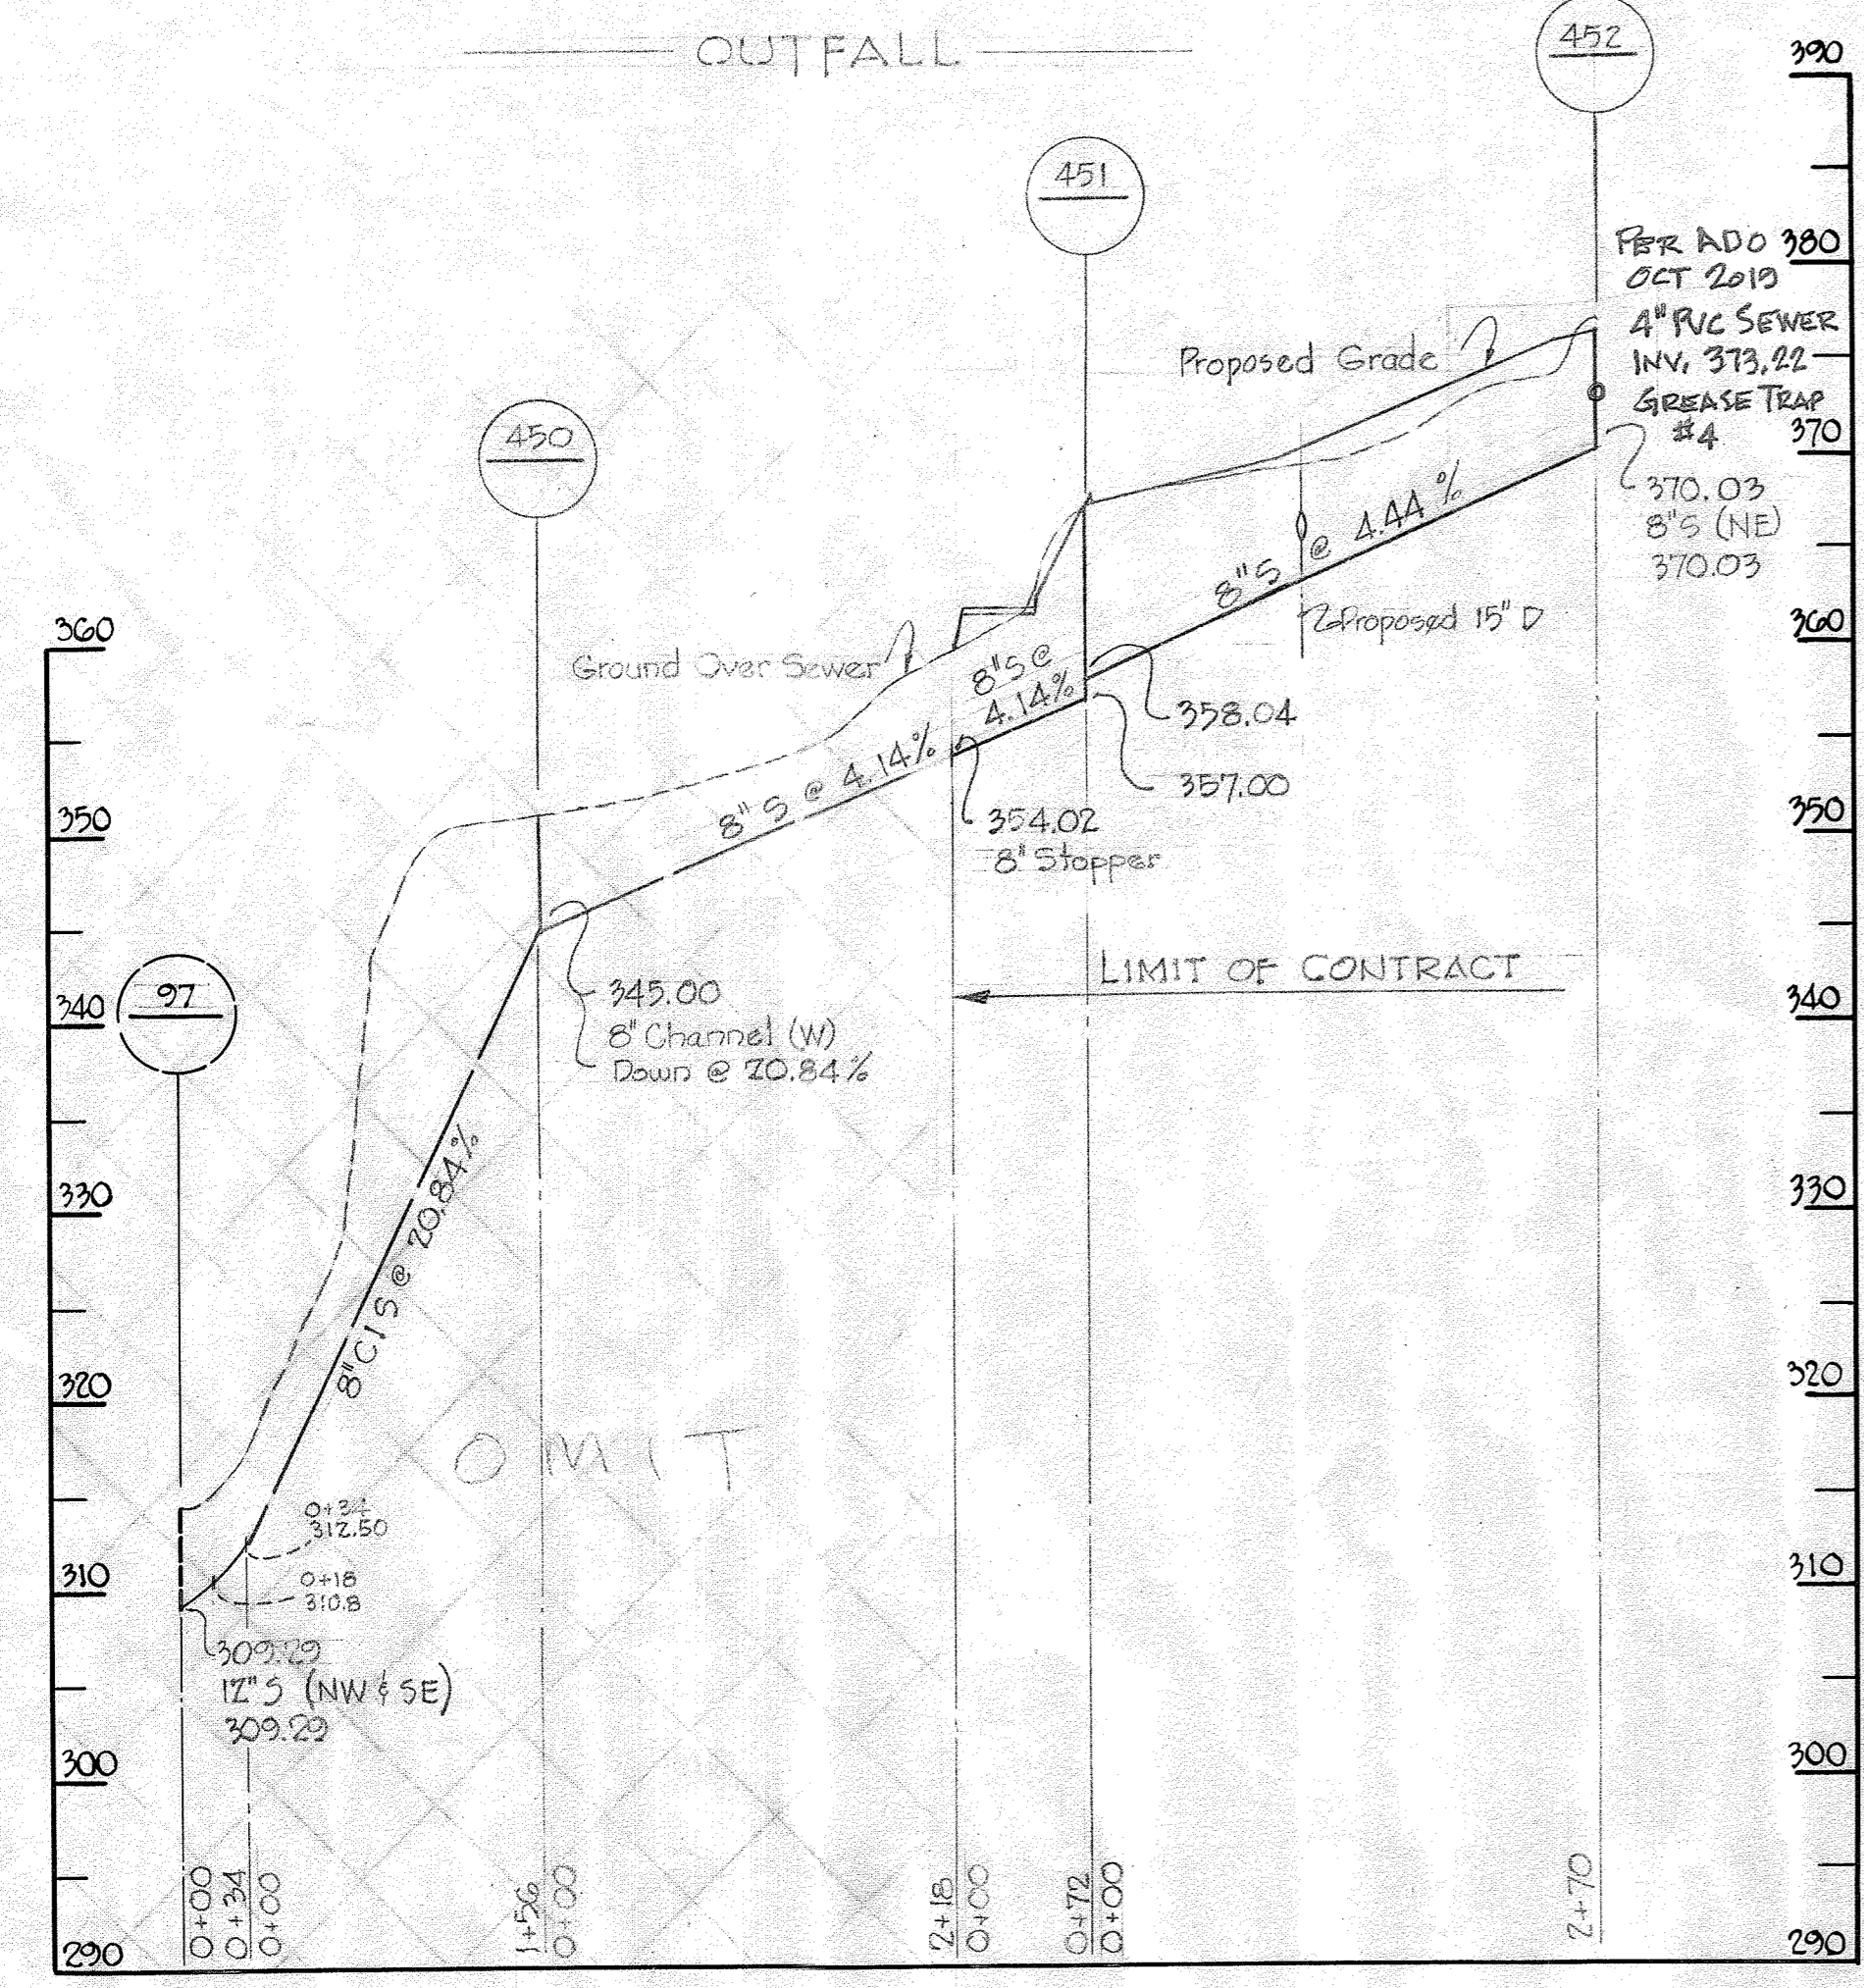 OUTFALL
452
390
451
PER ADO
OCT 2019
4" PVC SEWER
INV. 373.22
GREASE TRAP
#4
380
Proposed Grade
450
370
370.03
8"S (NE)
370.03
8"S @ 4.44%
Proposed 15" D
360
360
Ground Over Sewer
8"S @
4.14%
358.04
357.00
8" S @ 4.14%
354.02
8" Stopper
350
350
LIMIT OF CONTRACT
345.00
8" Channel (W)
Down @ 20.84%
97
340
340
330
330
8" C.I. S @ 20.84%
320
320
OMIT
0+34
312.50
0+18
310.8
310
310
309.29
12" S (NW & SE)
309.29
300
300
0+00
0+34
0+00
1+56
0+00
2+18
0+00
0+72
0+00
2+70
290
290